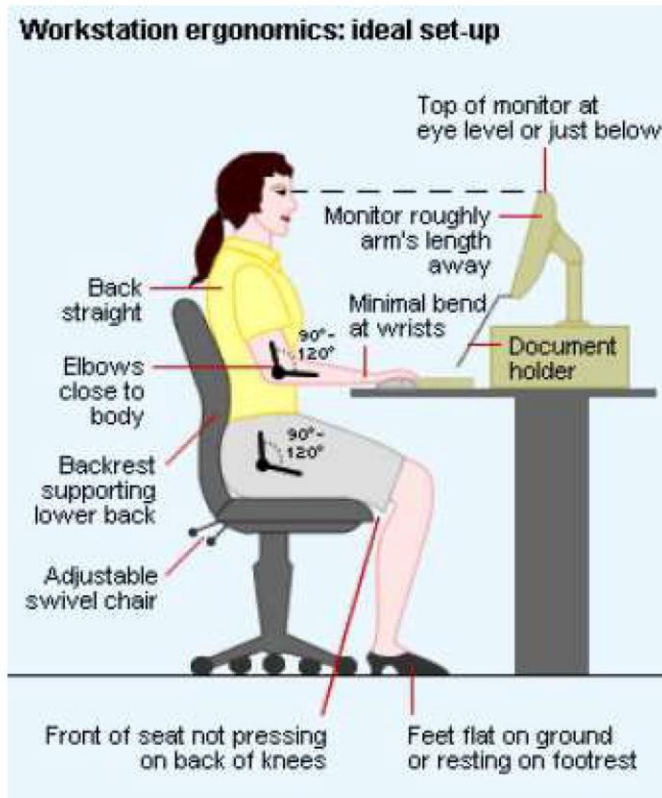 Workstation ergonomics: ideal set-up
Top of monitor at
eye level or just below
Monitor roughly
arm's length
away
Back
straight
Minimal bend
at wrists
90°-
120°
Document
holder
Elbows
close to
body
90°-
120°
Backrest
supporting
lower back
Adjustable
swivel chair
Front of seat not pressing
on back of knees
Feet flat on ground
or resting on footrest